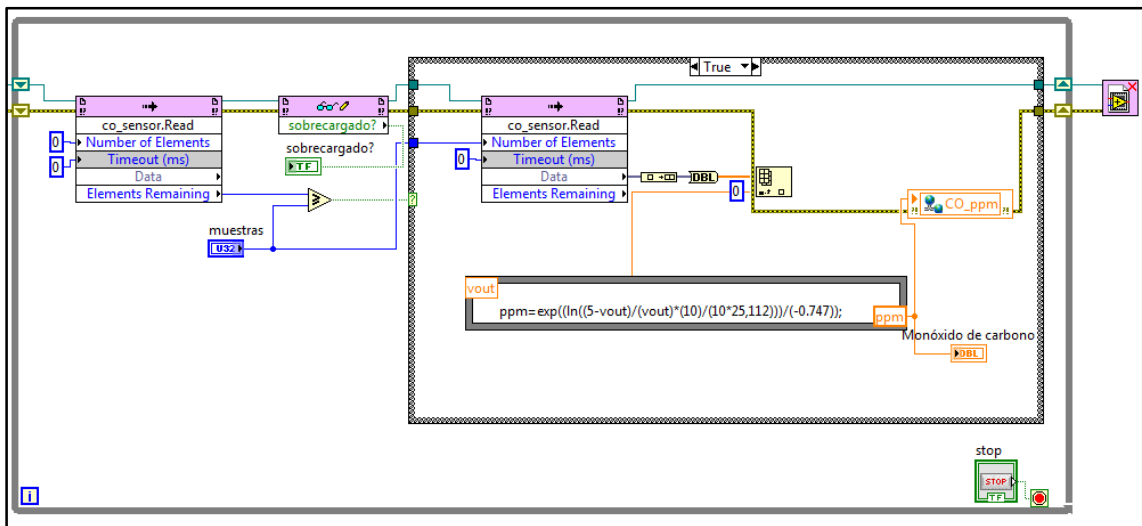 True
co_sensor.Read
Number of Elements
Timeout (ms)
Data
Elements Remaining
0
0
sobrecargado?
sobrecargado?
TF
muestras
U32
?
co_sensor.Read
Number of Elements
Timeout (ms)
Data
Elements Remaining
0
DBL
0
CO_ppm
vout
ppm=exp((ln((5-vout)/(vout)*(10)/(10*25,112)))/(-0.747));
ppm
Monóxido de carbono
DBL
stop
STOP
TF
i